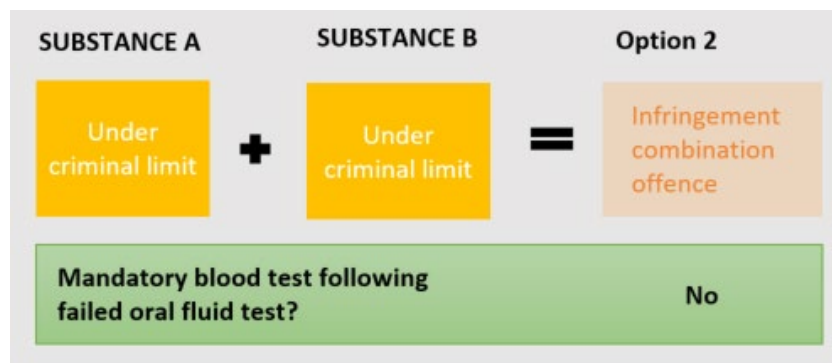 SUBSTANCE A
SUBSTANCE B
Option 2
Under
criminal limit
+
Under
criminal limit
=
Infringement
combination
offence
Mandatory blood test following
failed oral fluid test?
No